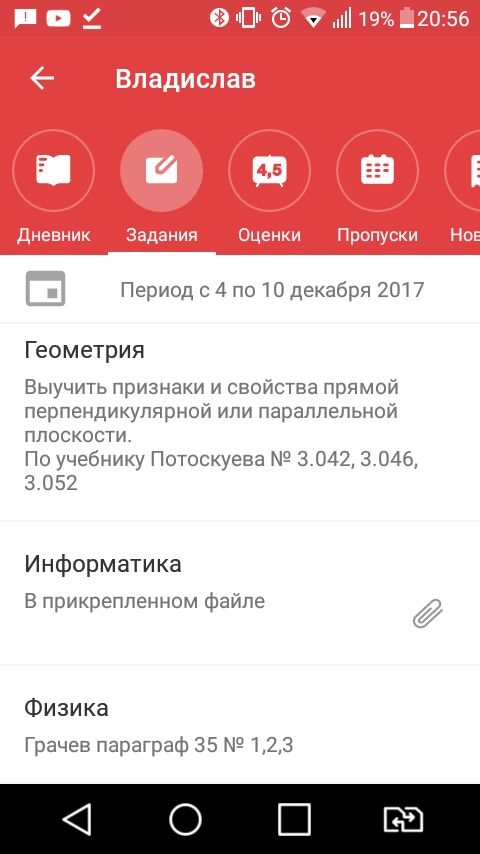 19% 20:56
Владислав
4,5
Дневник Задания Оценки Пропуски Нов
Период с 4 по 10 декабря 2017
Геометрия
Выучить признаки и свойства прямой
перпендикулярной или параллельной
плоскости.
По учебнику Потоскуева № 3.042, 3.046,
3.052
Информатика
В прикрепленном файле
Физика
Грачев параграф 35 № 1,2,3